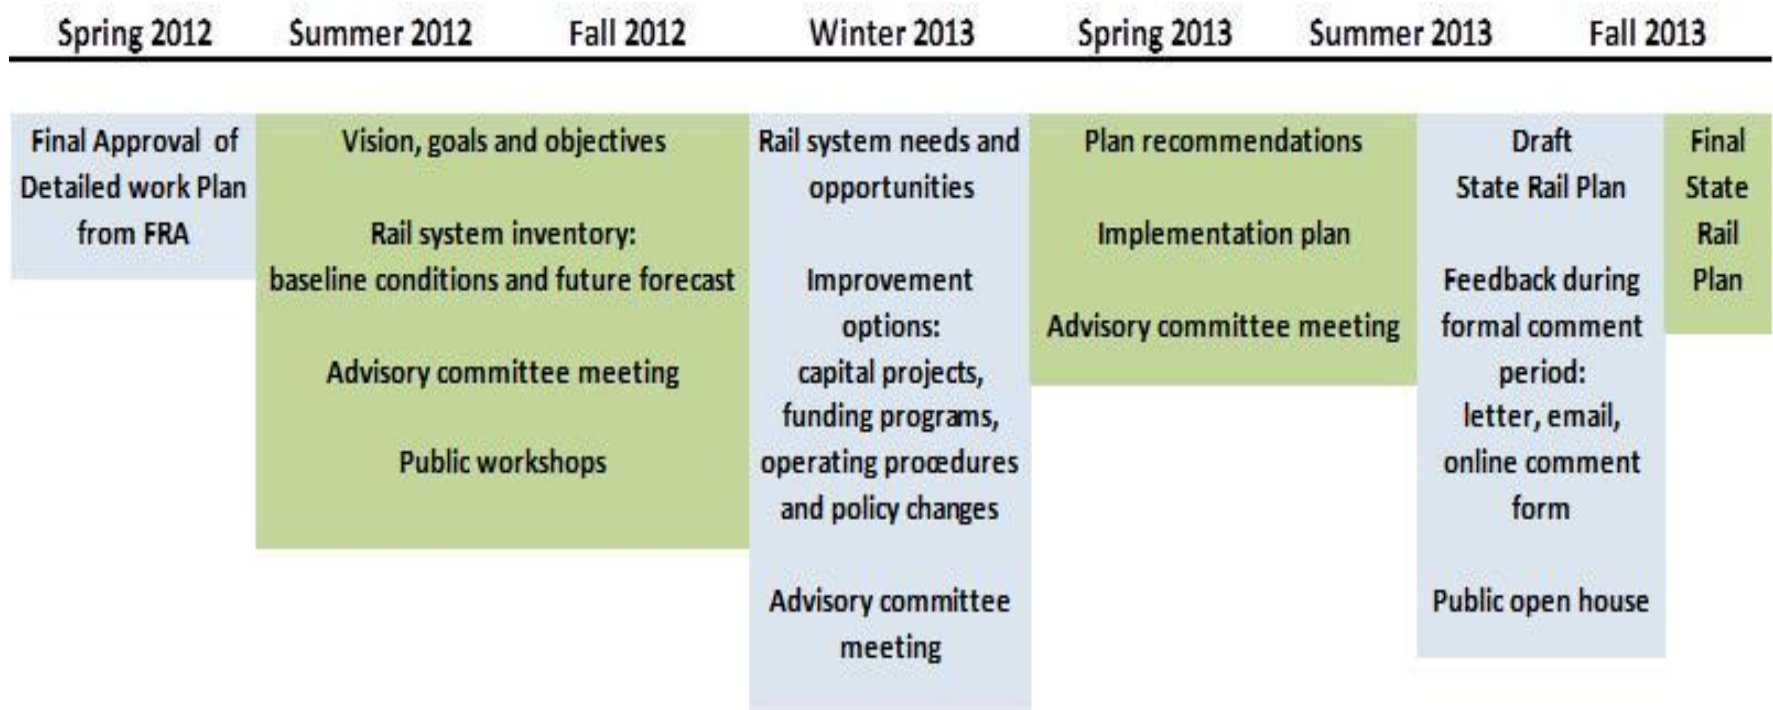 Spring 2012 Summer 2012 Fall 2012 Winter 2013 Spring 2013 Summer 2013 Fall 2013
Final Approval of
Detailed work Plan
from FRA
Vision, goals and objectives
Rail system inventory:
baseline conditions and future forecast
Advisory committee meeting
Public workshops
Rail system needs and
opportunities
Improvement
options:
capital projects,
funding programs,
operating procedures
and policy changes
Advisory committee
meeting
Plan recommendations
Implementation plan
Advisory committee meeting
Draft
State Rail Plan
Feedback during
formal comment
period:
letter, email,
online comment
form
Public open house
Final
State
Rail
Plan